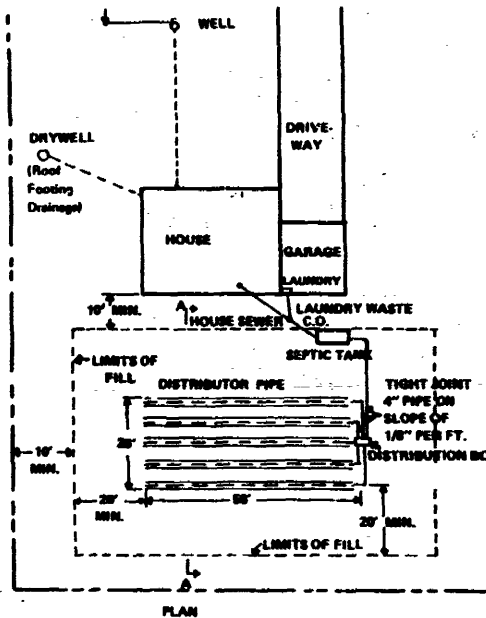 WELL
DRYWELL
(Roof
Footing
Drainage)
DRIVE-
WAY
HOUSE
GARAGE
LAUNDRY
10' MIN.
A
HOUSE SEWER
LAUNDRY WASTE
C.O.
SEPTIC TANK
LIMITS OF
FILL
DISTRIBUTOR PIPE
TIGHT JOINT
4" PIPE ON
SLOPE OF
1/8" PER FT.
DISTRIBUTION BO
10'
MIN.
20'
MIN.
20' MIN.
LIMITS OF FILL
A
PLAN